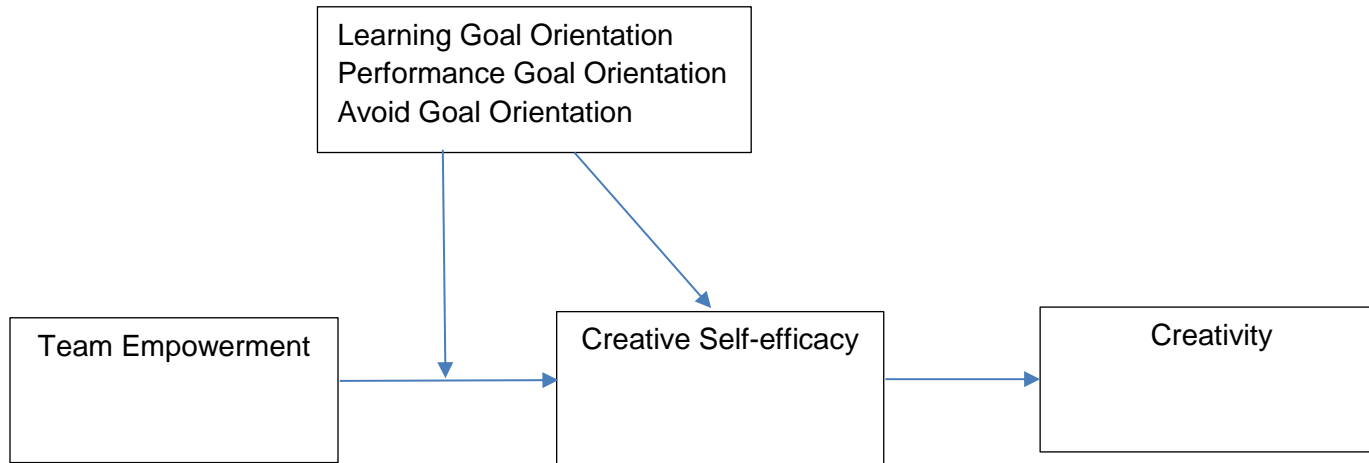 Learning Goal Orientation
Performance Goal Orientation
Avoid Goal Orientation
Team Empowerment
Creative Self-efficacy
Creativity